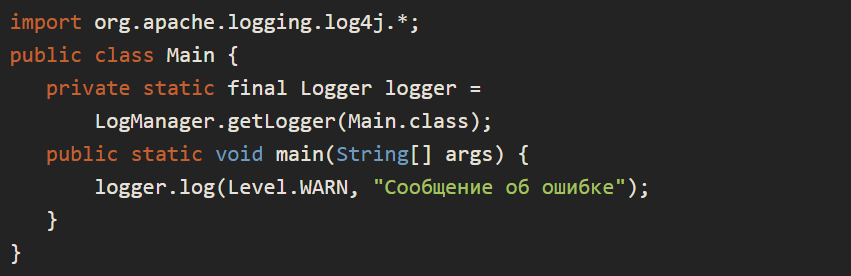 import org.apache.logging.log4j.*;
public class Main {
   private static final Logger logger =
       LogManager.getLogger(Main.class);
   public static void main(String[] args) {
       logger.log(Level.WARN, "Сообщение об ошибке");
   }
}